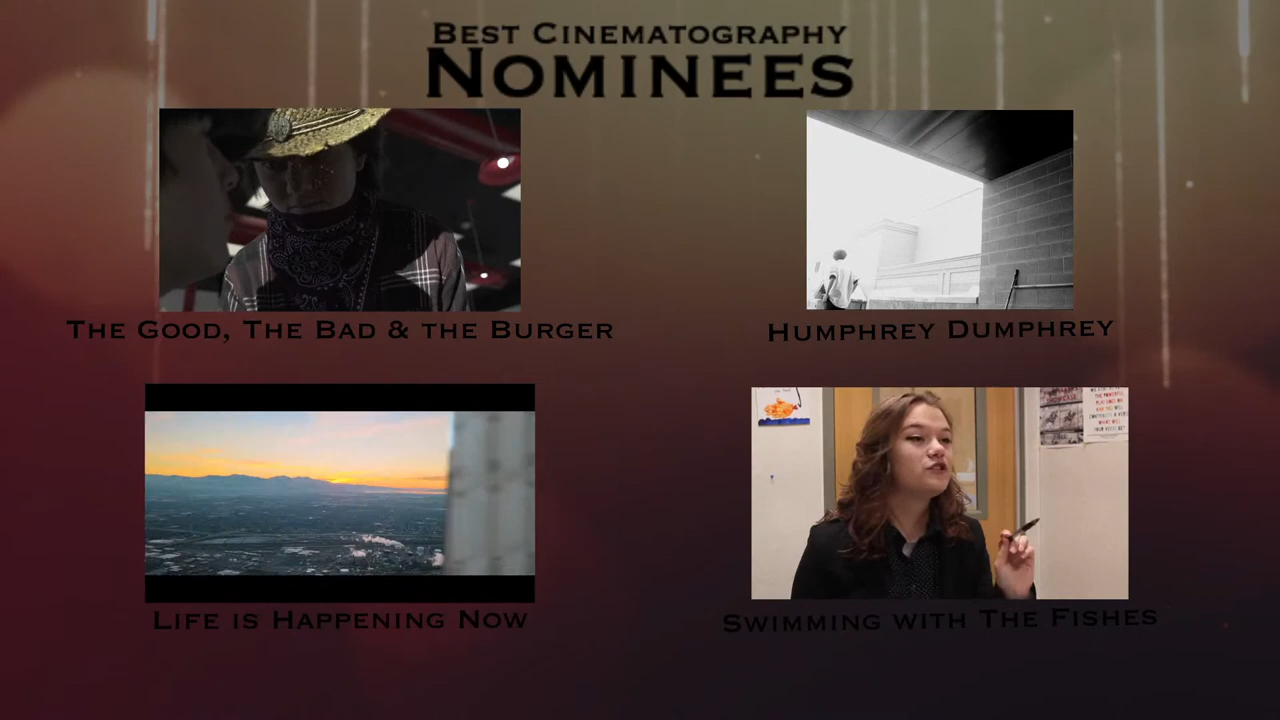 Best Cinematography
Nominees
The Good, The Bad & the Burger
Humphrey Dumphrey
Life is Happening Now
Swimming with The Fishes